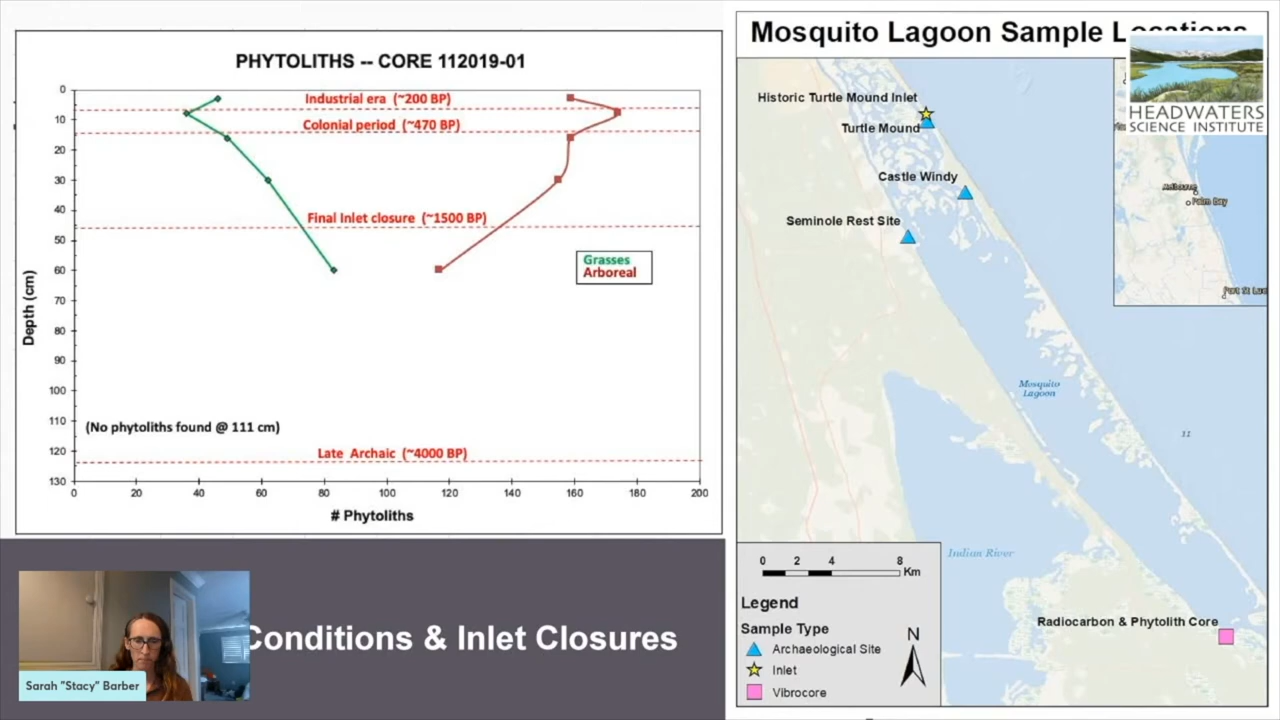 PHYTOLITHS -- CORE 112019-01
Industrial era (~200 BP)
Colonial period (~470 BP)
Final Inlet closure (~1500 BP)
Grasses
Arboreal
(No phytoliths found @ 111 cm)
Late Archaic (~4000 BP)
Depth (cm)
0
10
20
30
40
50
60
70
80
90
100
110
120
130
0 20 40 60 80 100 120 140 160 180 200
# Phytoliths
Conditions & Inlet Closures
Sarah "Stacy" Barber
Mosquito Lagoon Sample Locations
HEADWATERS
SCIENCE INSTITUTE
Historic Turtle Mound Inlet
Turtle Mound
Castle Windy
Seminole Rest Site
Melbourne
Palm Bay
Mosquito
Lagoon
11
Indian River
Radiocarbon & Phytolith Core
0 2 4 8
Km
Legend
Sample Type
Archaeological Site
Inlet
Vibrocore
N